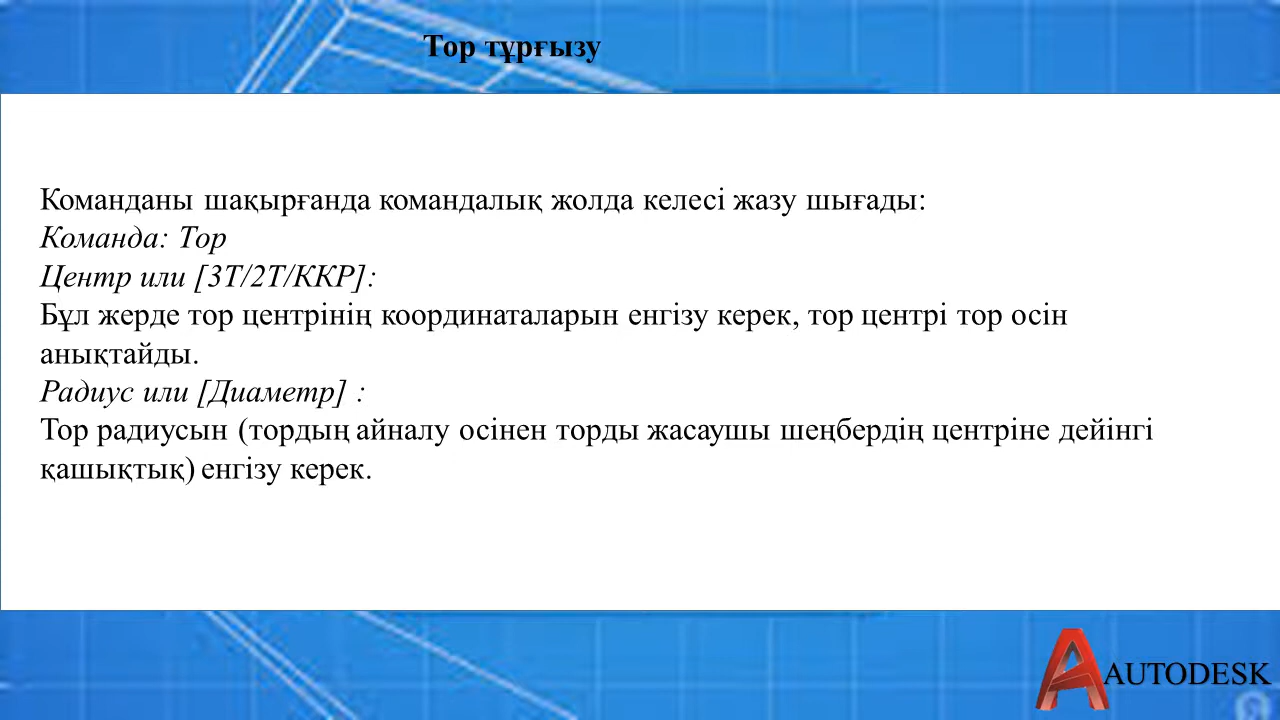 Тор тұрғызу
Команданы шақырғанда командалық жолда келесі жазу шығады:
Команда: Тор
Центр или [3Т/2Т/ККР]:
Бұл жерде тор центрінің координаталарын енгізу керек, тор центрі тор осін
анықтайды.
Радиус или [Диаметр] :
Тор радиусын (тордың айналу осінен торды жасаушы шеңбердің центріне дейінгі
қашықтық) енгізу керек.
AUTODESK